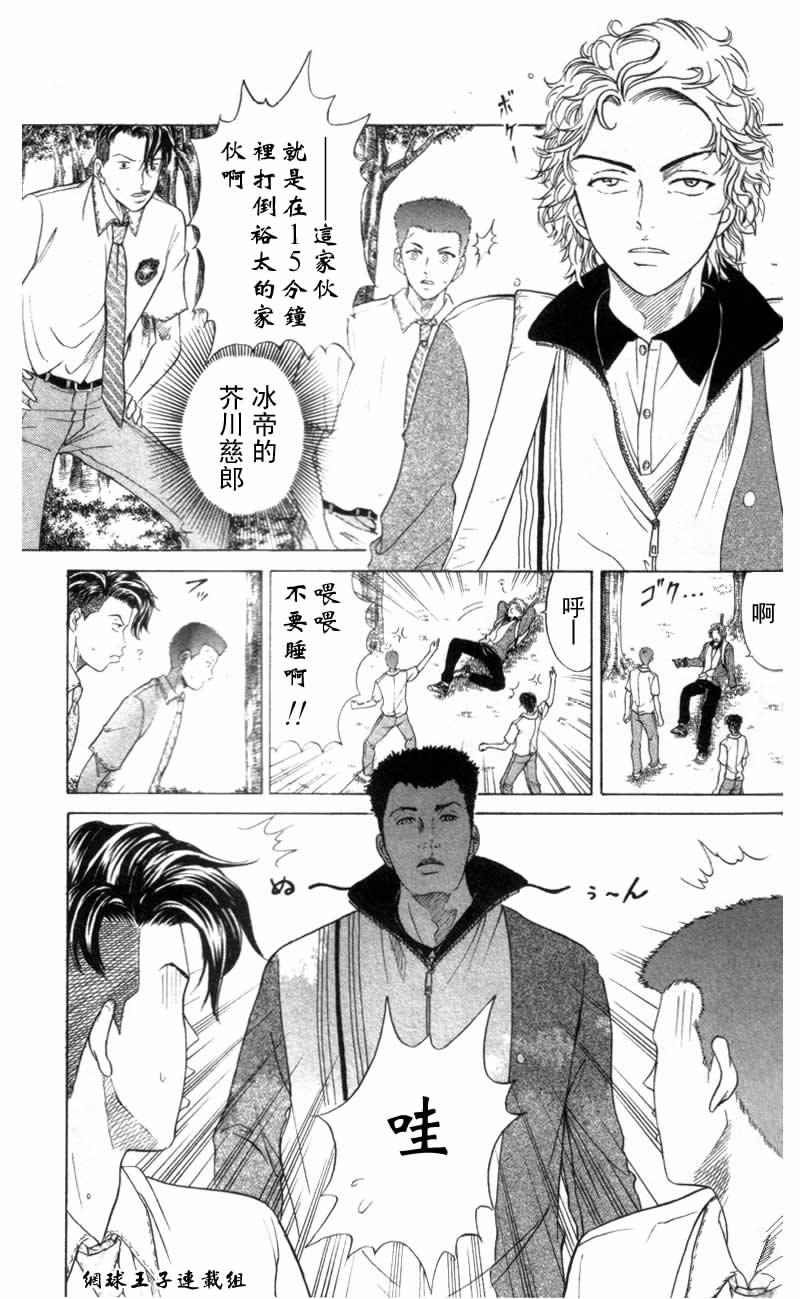 ボケー
——這家伙
就是在15分鐘
裡打倒裕太的家
伙啊
冰帝的
芥川慈郎
啊
ゴク…
呼—
喂喂
不要睡啊!!
ぬ〜
ぅ〜ん
哇
網球王子連載組